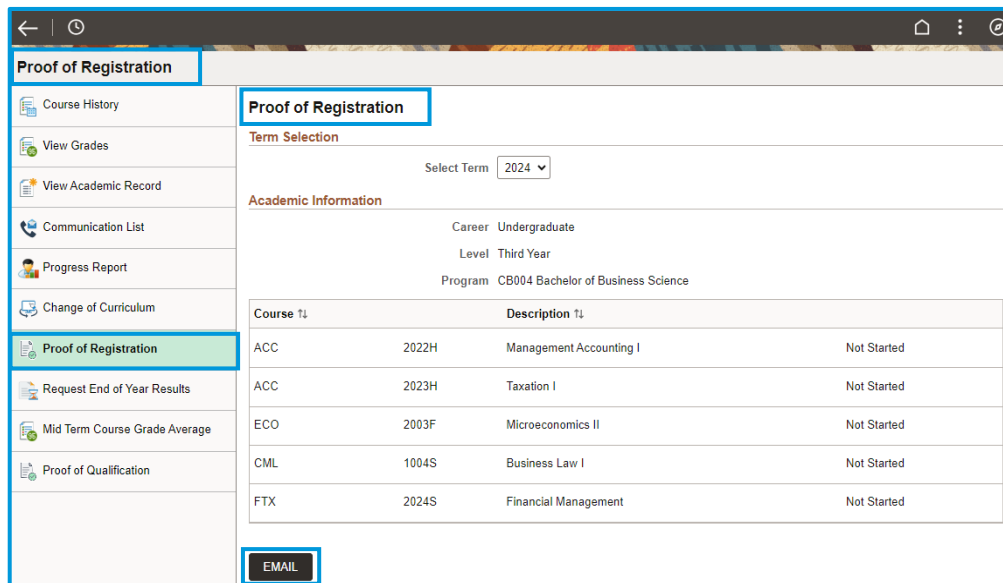 Proof of Registration
Course History
View Grades
View Academic Record
Communication List
Progress Report
Change of Curriculum
Proof of Registration
Request End of Year Results
Mid Term Course Grade Average
Proof of Qualification
Proof of Registration
Term Selection
Select Term 2024
Academic Information
Career Undergraduate
Level Third Year
Program CB004 Bachelor of Business Science
Course Description
ACC 2022H Management Accounting I Not Started
ACC 2023H Taxation I Not Started
ECO 2003F Microeconomics II Not Started
CML 1004S Business Law I Not Started
FTX 2024S Financial Management Not Started
EMAIL